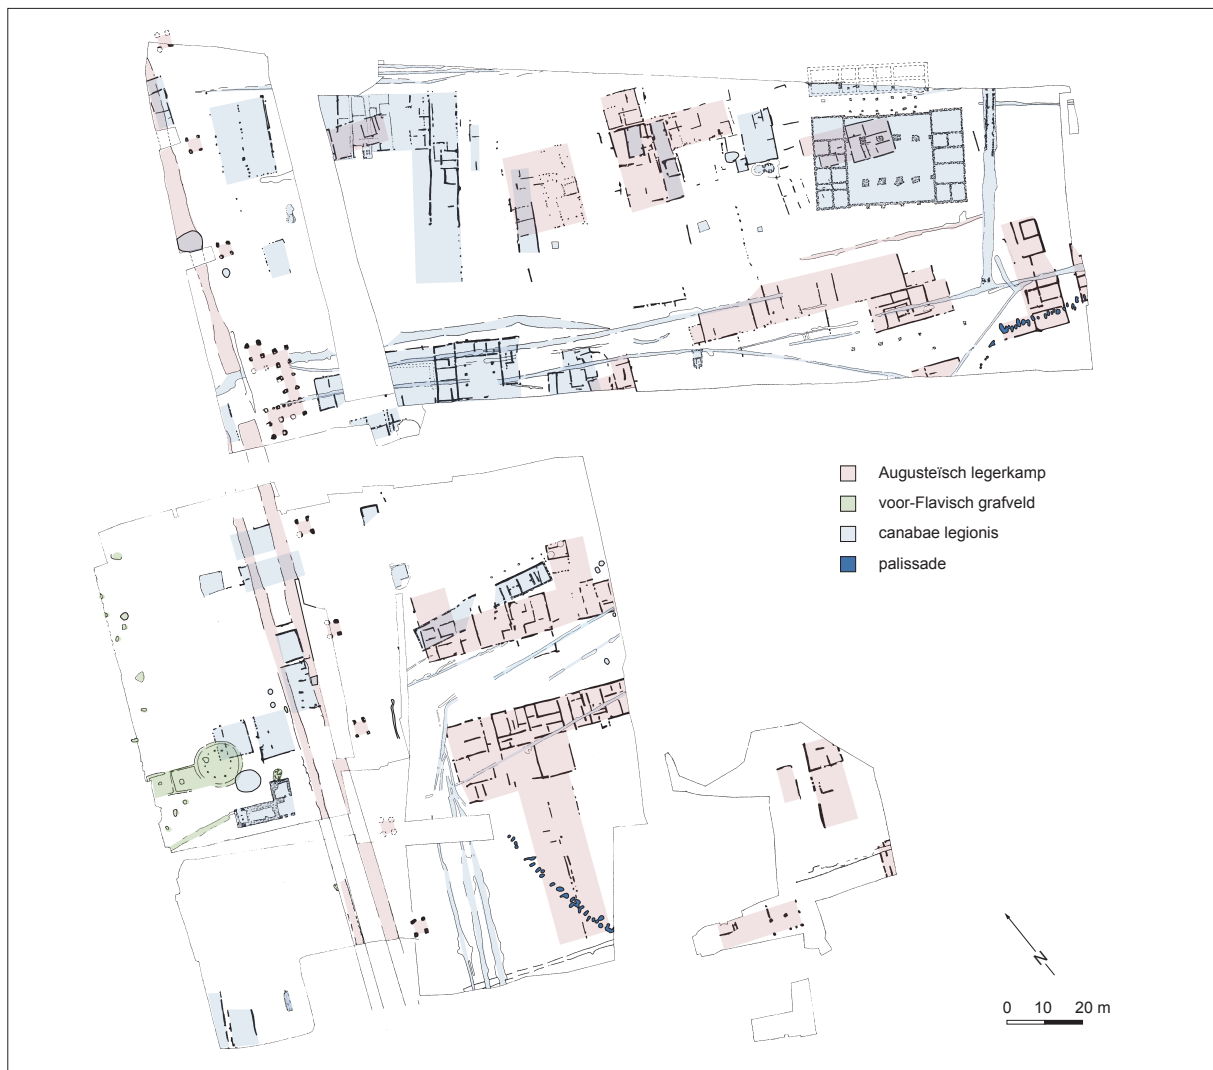 Augusteïsch legerkamp
voor-Flavisch grafveld
canabae legionis
palissade
N
0 10 20 m